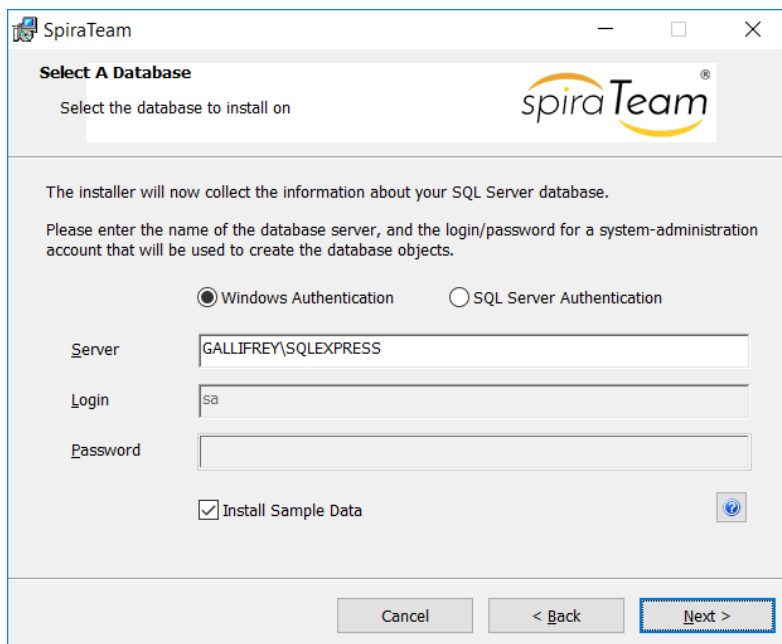 SpiraTeam
Select A Database
Select the database to install on
spiraTeam®
The installer will now collect the information about your SQL Server database.
Please enter the name of the database server, and the login/password for a system-administration
account that will be used to create the database objects.
Windows Authentication SQL Server Authentication
Server GALLIFREY\SQLEXPRESS
Login sa
Password
Install Sample Data ?
Cancel < Back Next >